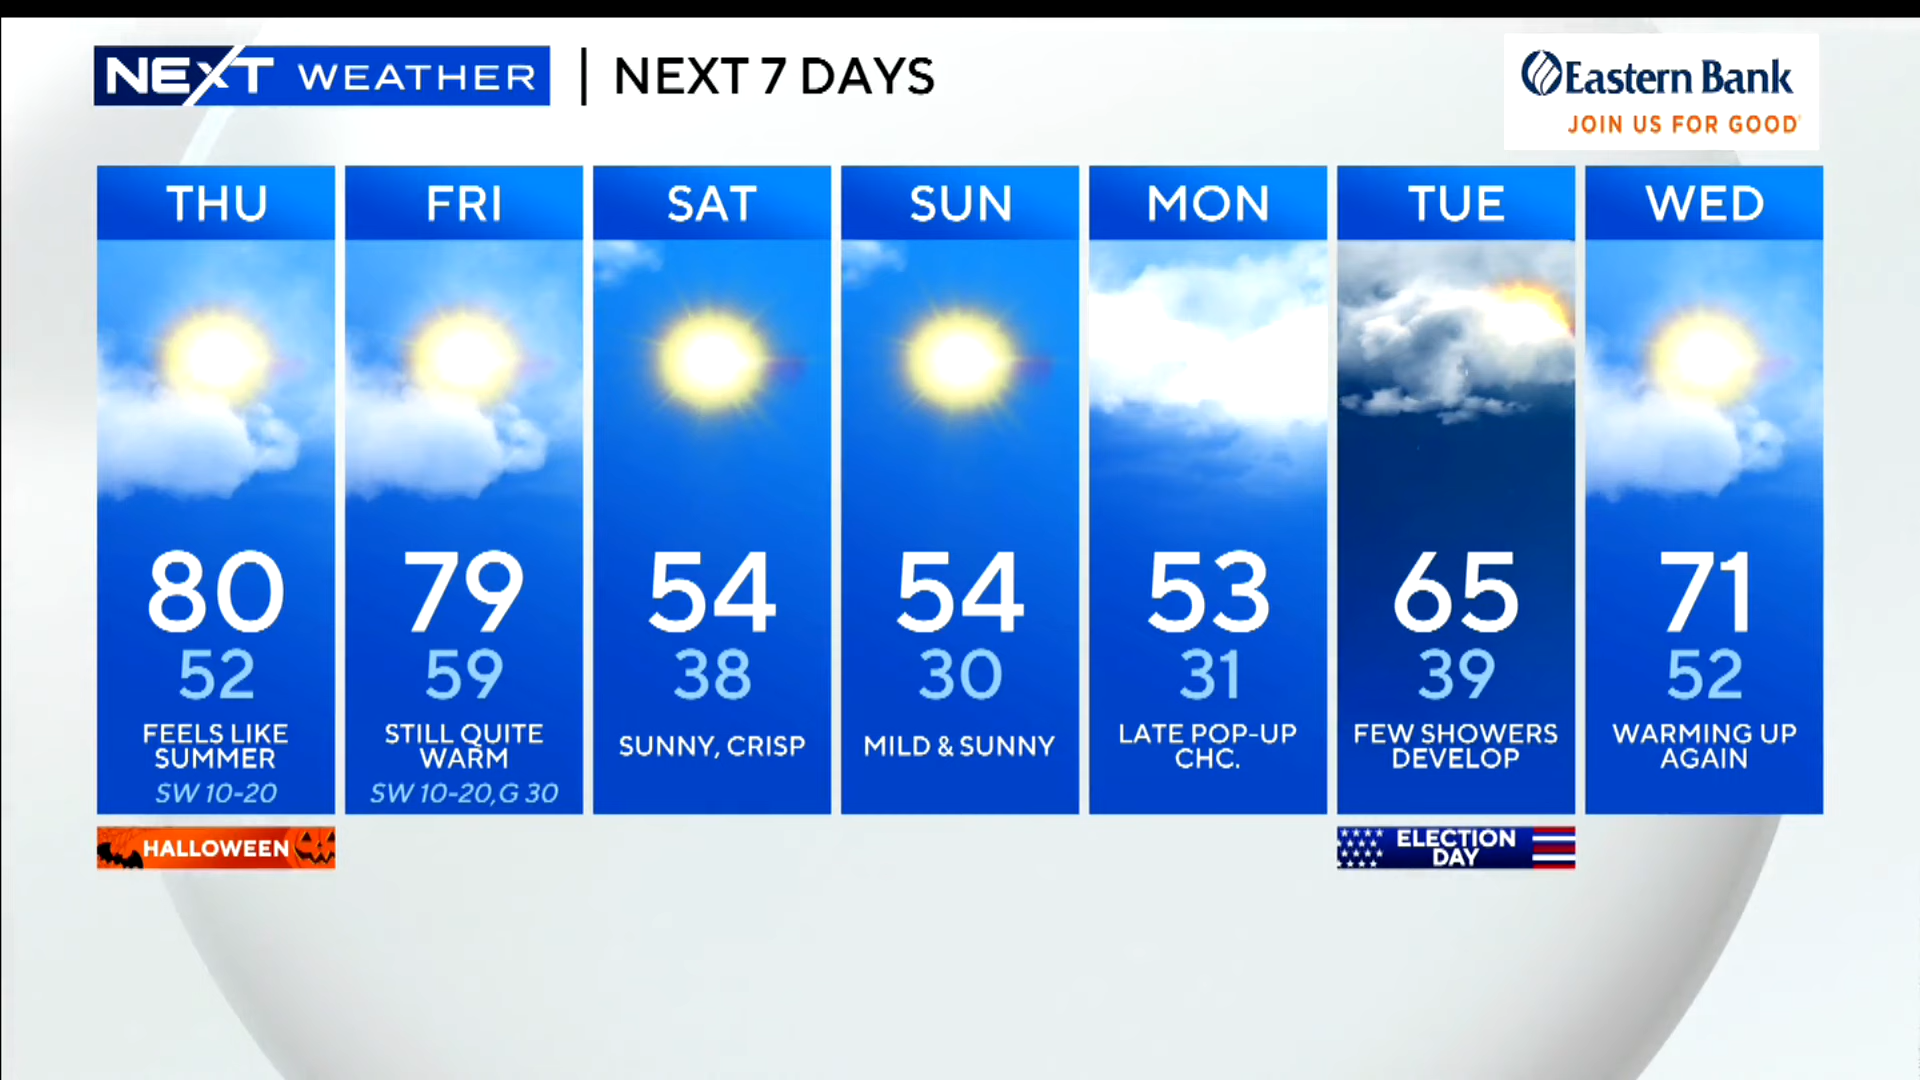 NEXT WEATHER | NEXT 7 DAYS
Eastern Bank
JOIN US FOR GOOD
THU
80
52
FEELS LIKE
SUMMER
SW 10-20
HALLOWEEN
FRI
79
59
STILL QUITE
WARM
SW 10-20, G 30
SAT
54
38
SUNNY, CRISP
SUN
54
30
MILD & SUNNY
MON
53
31
LATE POP-UP
CHC.
TUE
65
39
FEW SHOWERS
DEVELOP
ELECTION
DAY
WED
71
52
WARMING UP
AGAIN